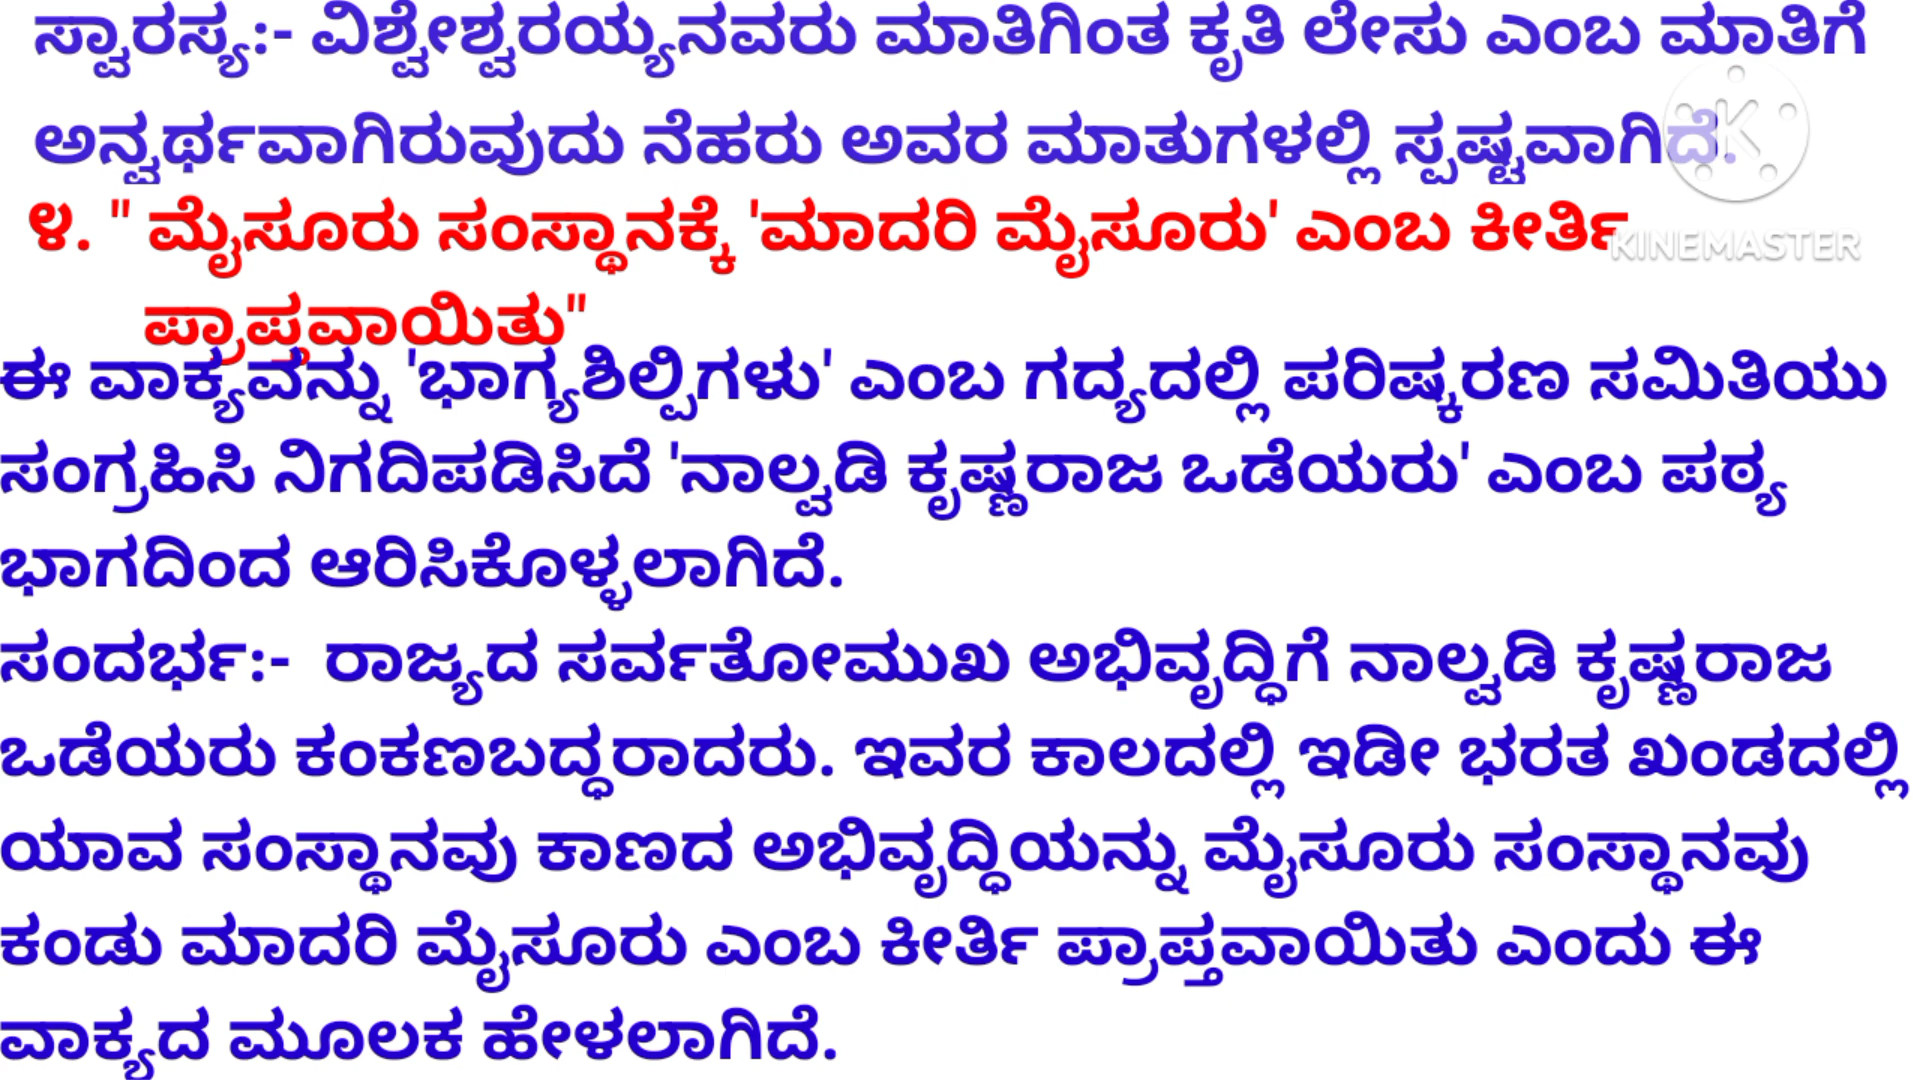 ಸ್ವಾರಸ್ಯ:- ವಿಶ್ವೇಶ್ವರಯ್ಯನವರು ಮಾತಿಗಿಂತ ಕೃತಿ ಲೇಸು ಎಂಬ ಮಾತಿಗೆ
ಅನ್ವರ್ಥವಾಗಿರುವುದು ನೆಹರು ಅವರ ಮಾತುಗಳಲ್ಲಿ ಸ್ಪಷ್ಟವಾಗಿದೆ.
೪. " ಮೈಸೂರು ಸಂಸ್ಥಾನಕ್ಕೆ 'ಮಾದರಿ ಮೈಸೂರು' ಎಂಬ ಕೀರ್ತಿ
KINEMASTER
ಪ್ರಾಪ್ತವಾಯಿತು"
ಈ ವಾಕ್ಯವನ್ನು 'ಭಾಗ್ಯಶಿಲ್ಪಿಗಳು' ಎಂಬ ಗದ್ಯದಲ್ಲಿ ಪರಿಷ್ಕರಣ ಸಮಿತಿಯು
ಸಂಗ್ರಹಿಸಿ ನಿಗದಿಪಡಿಸಿದೆ 'ನಾಲ್ವಡಿ ಕೃಷ್ಣರಾಜ ಒಡೆಯರು' ಎಂಬ ಪಠ್ಯ
ಭಾಗದಿಂದ ಆರಿಸಿಕೊಳ್ಳಲಾಗಿದೆ.
ಸಂದರ್ಭ:- ರಾಜ್ಯದ ಸರ್ವತೋಮುಖ ಅಭಿವೃದ್ಧಿಗೆ ನಾಲ್ವಡಿ ಕೃಷ್ಣರಾಜ
ಒಡೆಯರು ಕಂಕಣಬದ್ಧರಾದರು. ಇವರ ಕಾಲದಲ್ಲಿ ಇಡೀ ಭರತ ಖಂಡದಲ್ಲಿ
ಯಾವ ಸಂಸ್ಥಾನವು ಕಾಣದ ಅಭಿವೃದ್ಧಿಯನ್ನು ಮೈಸೂರು ಸಂಸ್ಥಾನವು
ಕಂಡು ಮಾದರಿ ಮೈಸೂರು ಎಂಬ ಕೀರ್ತಿ ಪ್ರಾಪ್ತವಾಯಿತು ಎಂದು ಈ
ವಾಕ್ಯದ ಮೂಲಕ ಹೇಳಲಾಗಿದೆ.